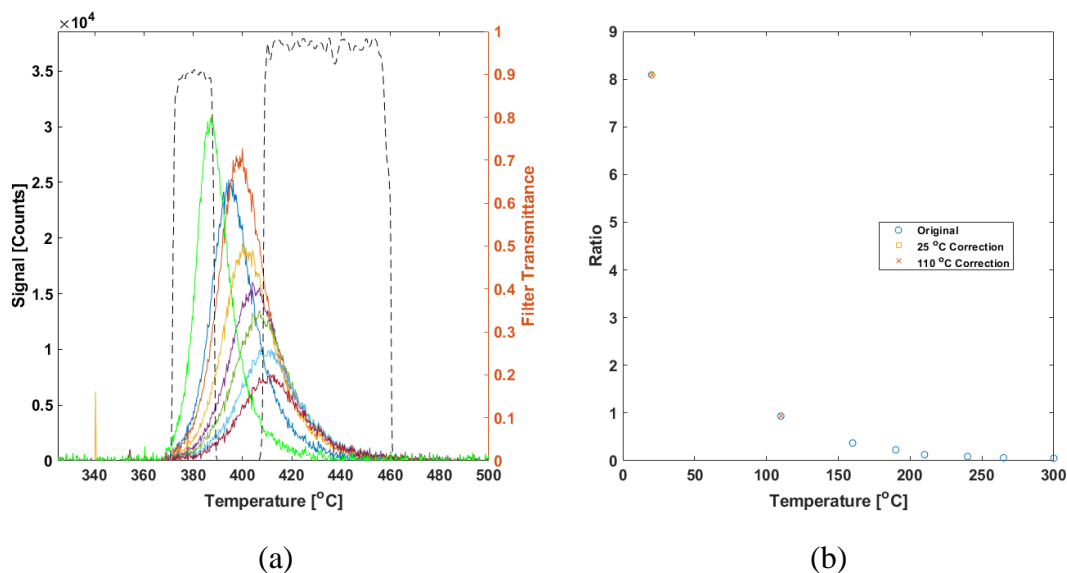 ×10⁴
3.5
3
2.5
2
1.5
1
0.5
0
Signal [Counts]
1
0.9
0.8
0.7
0.6
0.5
0.4
0.3
0.2
0.1
0
Filter Transmittance
340 360 380 400 420 440 460 480 500
Temperature [°C]
(a)
9
8
7
6
5
4
3
2
1
0
Ratio
Original
25 °C Correction
110 °C Correction
0 50 100 150 200 250 300
Temperature [°C]
(b)